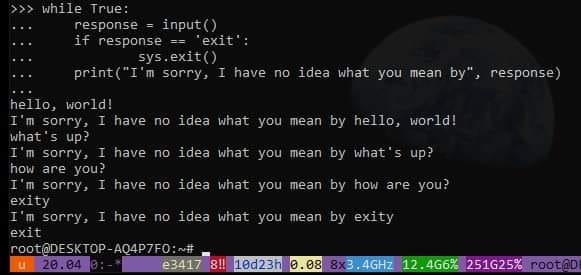 >>> while True:
...     response = input()
...     if response == 'exit':
...             sys.exit()
...     print("I'm sorry, I have no idea what you mean by", response)
...
hello, world!
I'm sorry, I have no idea what you mean by hello, world!
what's up?
I'm sorry, I have no idea what you mean by what's up?
how are you?
I'm sorry, I have no idea what you mean by how are you?
exity
I'm sorry, I have no idea what you mean by exity
exit
root@DESKTOP-AQ4P7FO:~#
u 20.04 0:-* e3417 8‼ 10d23h 0.08 8x3.4GHz 12.4G6% 251G25% root@DE